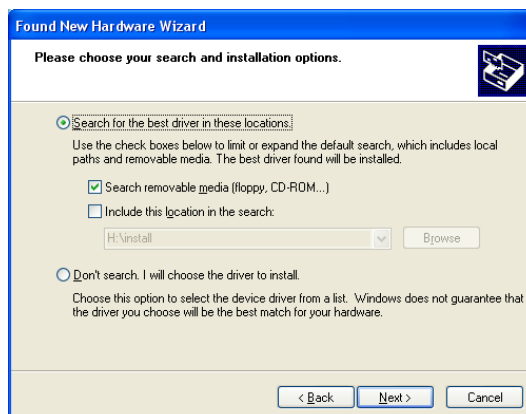 Found New Hardware Wizard
Please choose your search and installation options.
Search for the best driver in these locations.
Use the check boxes below to limit or expand the default search, which includes local
paths and removable media. The best driver found will be installed.
Search removable media (floppy, CD-ROM...)
Include this location in the search:
H:\install
Browse
Don't search. I will choose the driver to install.
Choose this option to select the device driver from a list. Windows does not guarantee that
the driver you choose will be the best match for your hardware.
< Back
Next >
Cancel